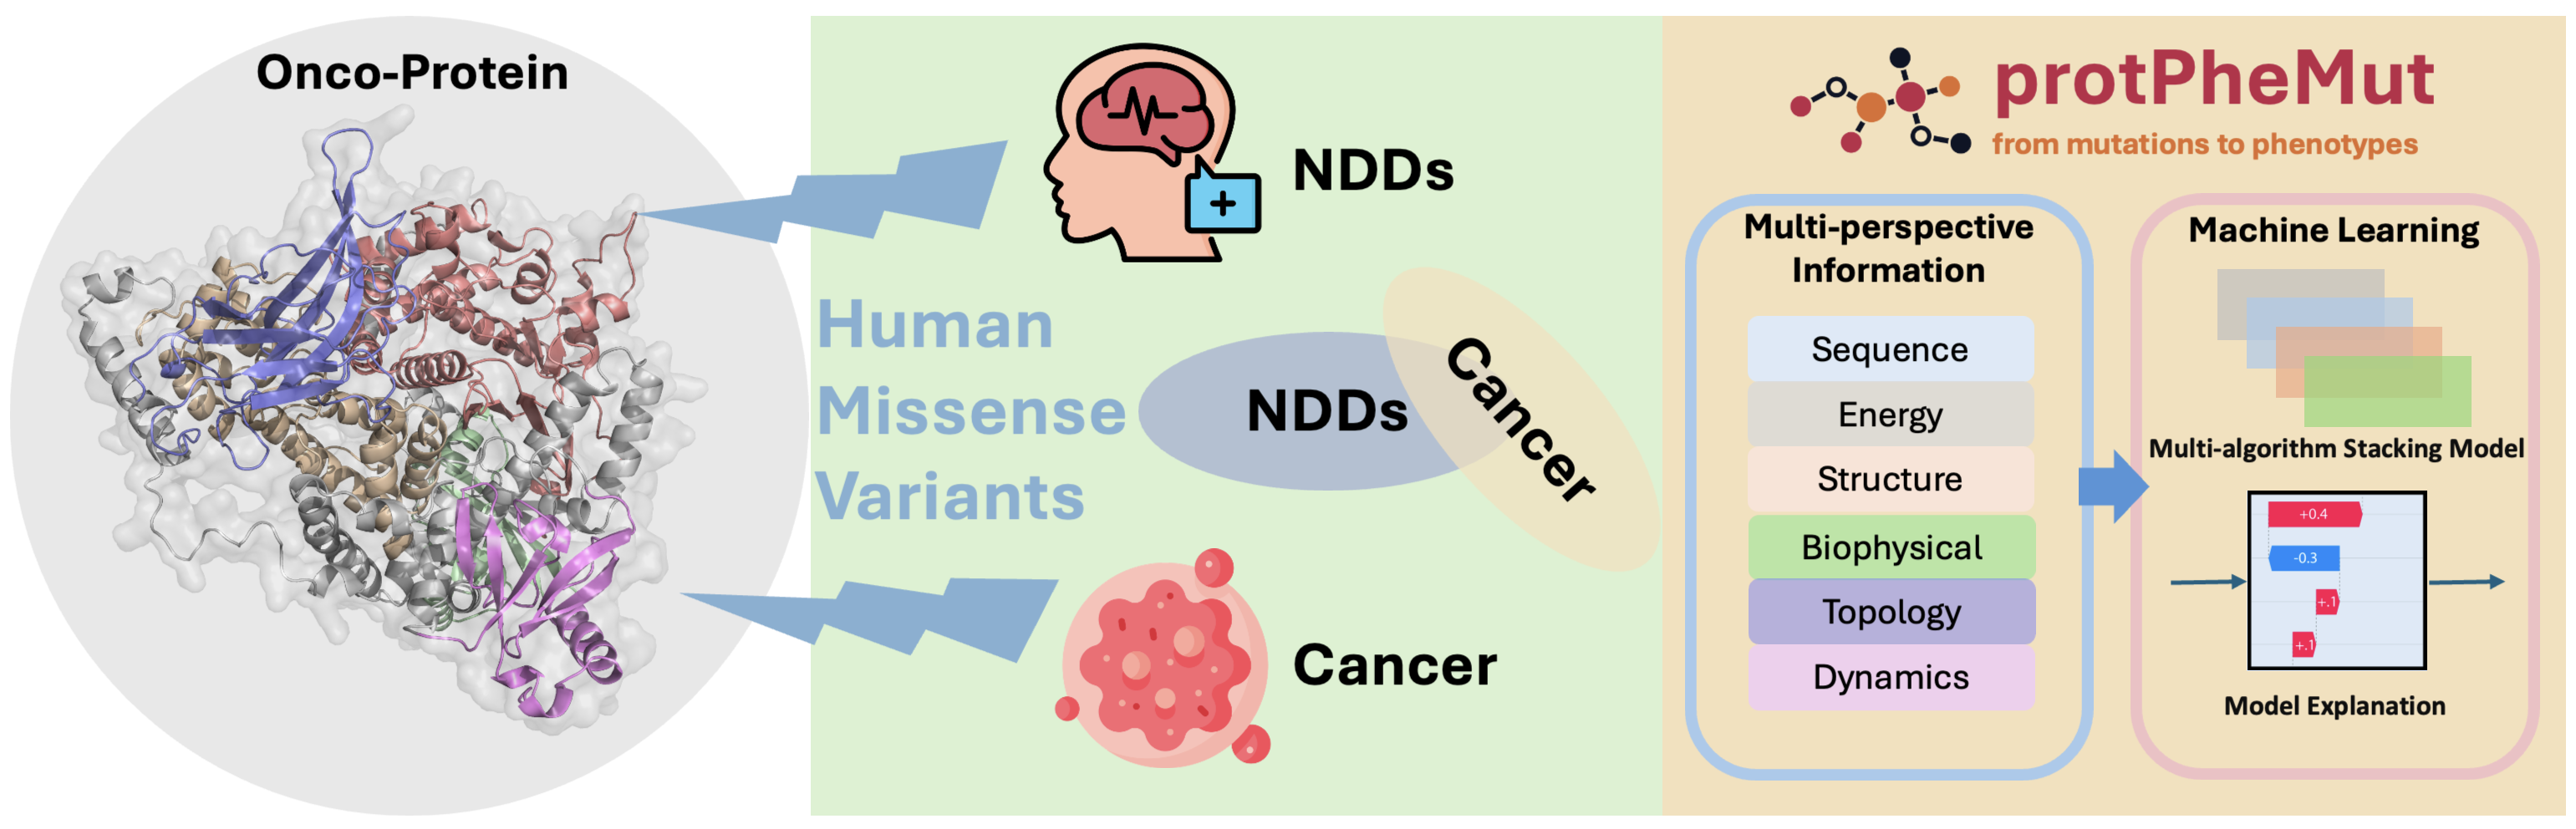 Onco-Protein
NDDs
Human
Missense
Variants
NDDs
Cancer
Cancer
protPheMut
from mutations to phenotypes
Multi-perspective
Information
Sequence
Energy
Structure
Biophysical
Topology
Dynamics
Machine Learning
Multi-algorithm Stacking Model
+0.4
-0.3
+.1
+.1
Model Explanation